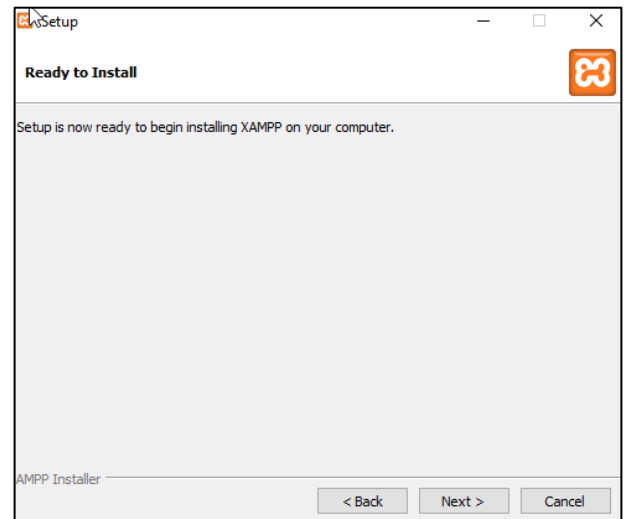 Setup
Ready to Install
Setup is now ready to begin installing XAMPP on your computer.
AMPP Installer
< Back Next > Cancel